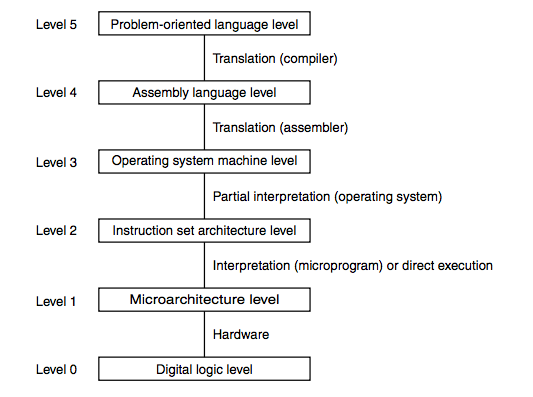 Level 5 Problem-oriented language level
Translation (compiler)
Level 4 Assembly language level
Translation (assembler)
Level 3 Operating system machine level
Partial interpretation (operating system)
Level 2 Instruction set architecture level
Interpretation (microprogram) or direct execution
Level 1 Microarchitecture level
Hardware
Level 0 Digital logic level